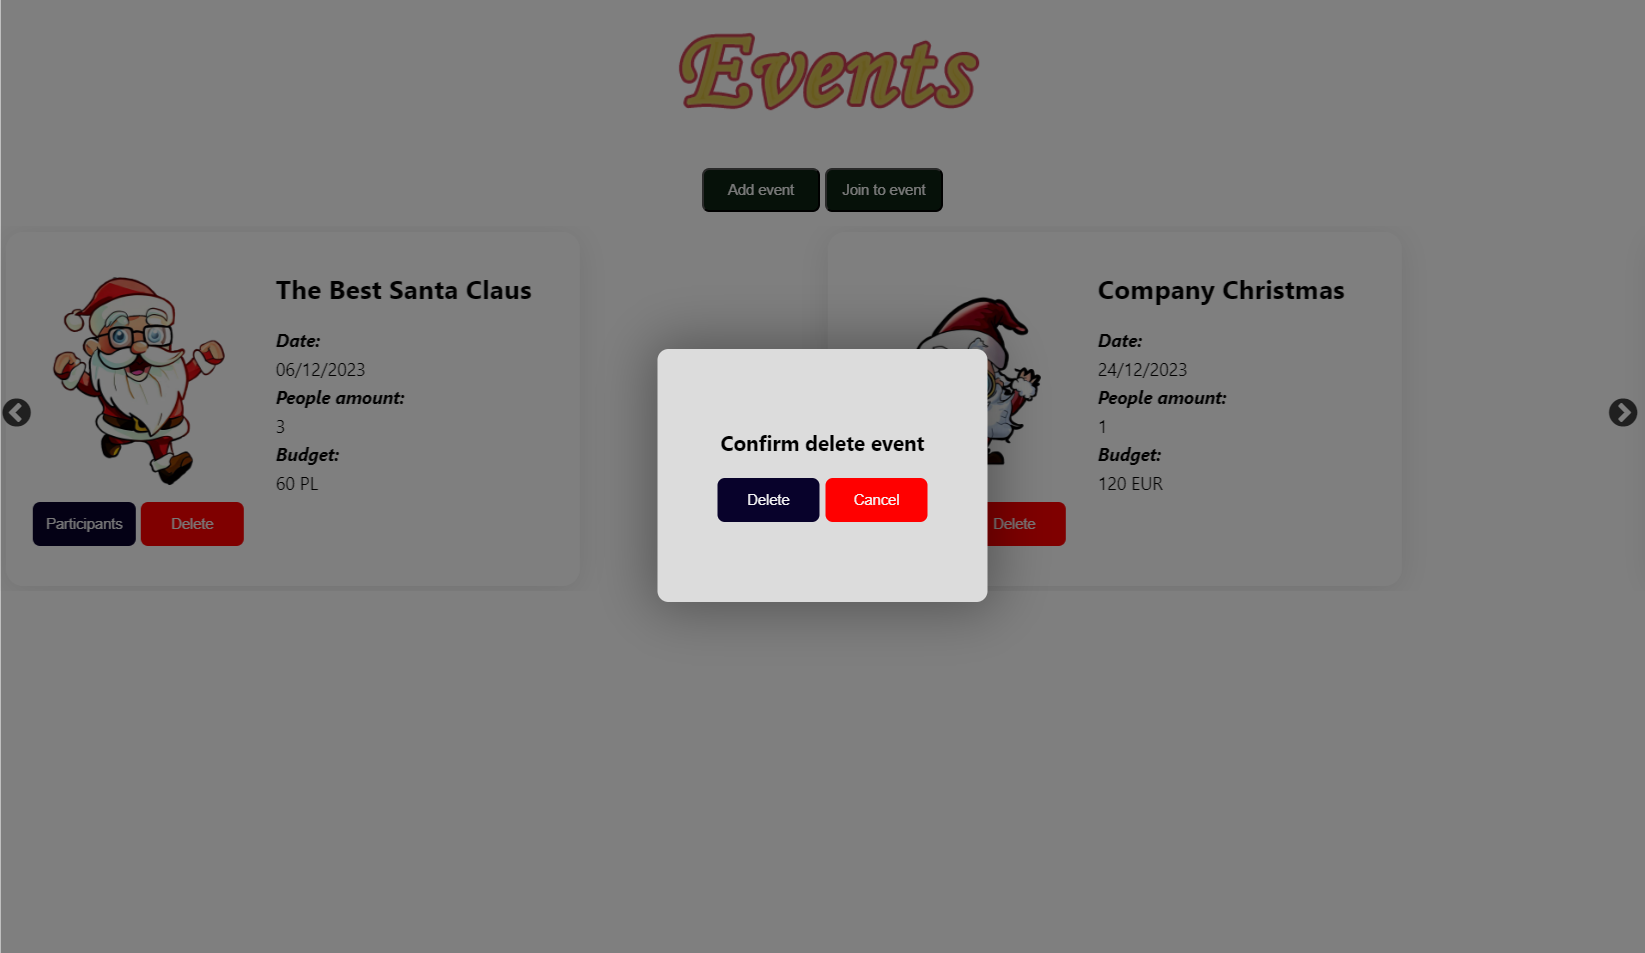 Events
Add event
Join to event
The Best Santa Claus
Date:
06/12/2023
People amount:
3
Budget:
60 PL
Participants
Delete
Company Christmas
Date:
24/12/2023
People amount:
1
Budget:
120 EUR
Delete
Confirm delete event
Delete
Cancel